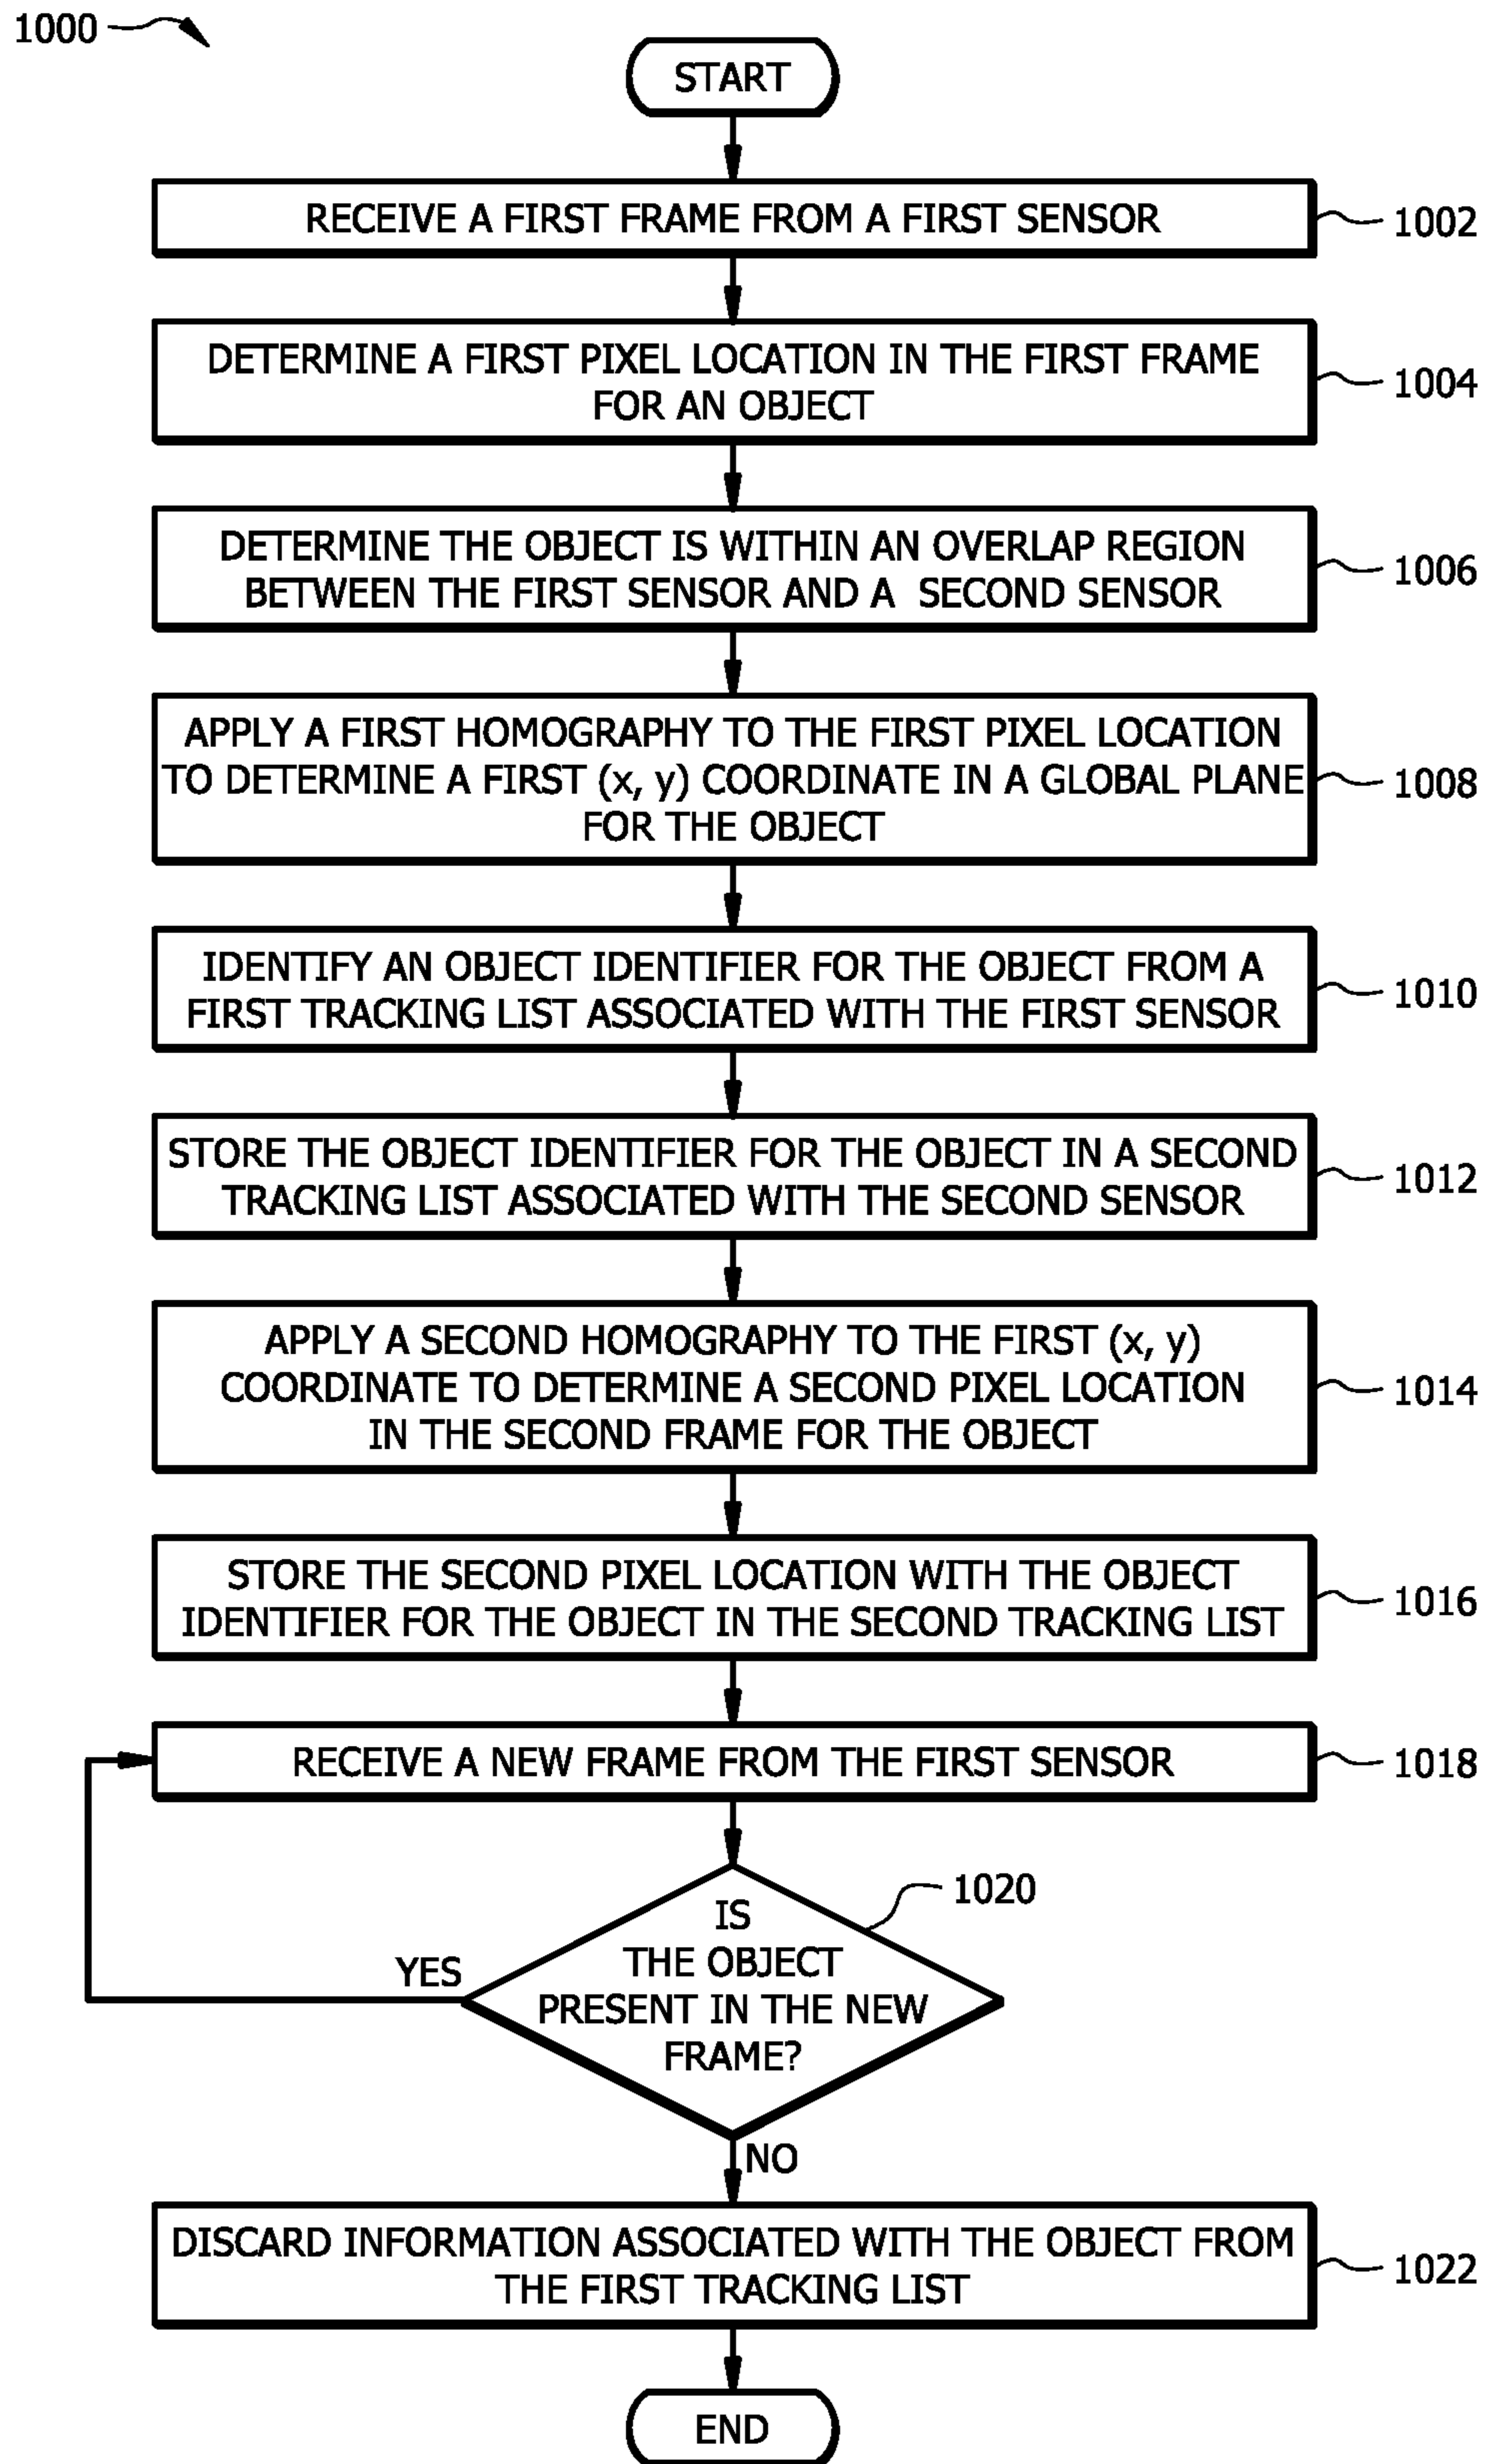 1000
START
RECEIVE A FIRST FRAME FROM A FIRST SENSOR
1002
DETERMINE A FIRST PIXEL LOCATION IN THE FIRST FRAME
FOR AN OBJECT
1004
DETERMINE THE OBJECT IS WITHIN AN OVERLAP REGION
BETWEEN THE FIRST SENSOR AND A SECOND SENSOR
1006
APPLY A FIRST HOMOGRAPHY TO THE FIRST PIXEL LOCATION
TO DETERMINE A FIRST (x, y) COORDINATE IN A GLOBAL PLANE
FOR THE OBJECT
1008
IDENTIFY AN OBJECT IDENTIFIER FOR THE OBJECT FROM A
FIRST TRACKING LIST ASSOCIATED WITH THE FIRST SENSOR
1010
STORE THE OBJECT IDENTIFIER FOR THE OBJECT IN A SECOND
TRACKING LIST ASSOCIATED WITH THE SECOND SENSOR
1012
APPLY A SECOND HOMOGRAPHY TO THE FIRST (x, y)
COORDINATE TO DETERMINE A SECOND PIXEL LOCATION
IN THE SECOND FRAME FOR THE OBJECT
1014
STORE THE SECOND PIXEL LOCATION WITH THE OBJECT
IDENTIFIER FOR THE OBJECT IN THE SECOND TRACKING LIST
1016
RECEIVE A NEW FRAME FROM THE FIRST SENSOR
1018
IS
THE OBJECT
PRESENT IN THE NEW
FRAME?
1020
YES
NO
DISCARD INFORMATION ASSOCIATED WITH THE OBJECT FROM
THE FIRST TRACKING LIST
1022
END